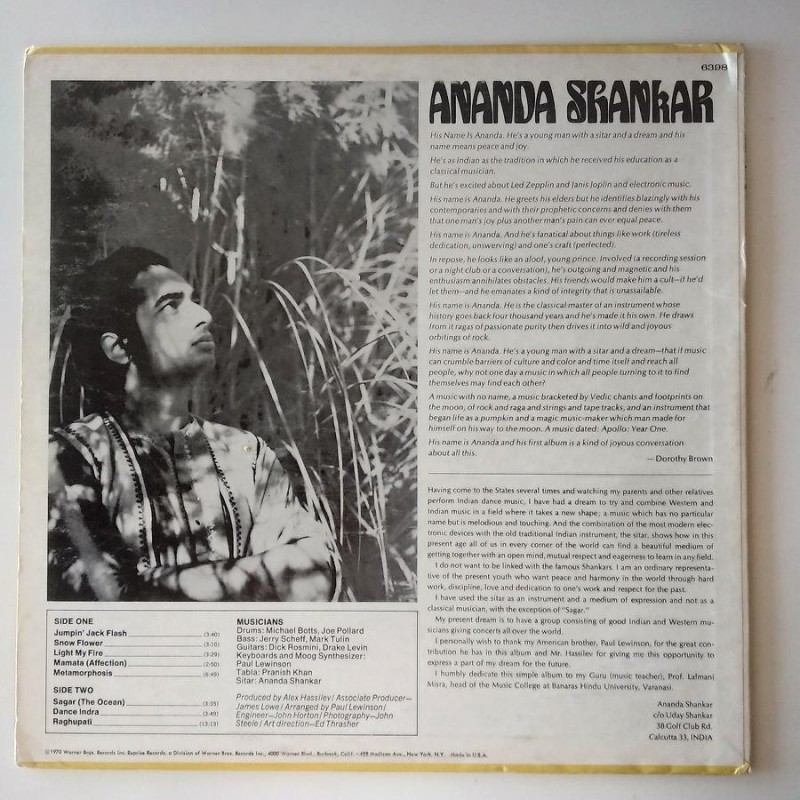 6398
ANANDA SHANKAR
His Name Is Ananda. He's a young man with a sitar and a dream and his
name means peace and joy.
He's as Indian as the tradition in which he received his education as a
classical musician.
But he's excited about Led Zepplin and Janis Joplin and electronic music.
His name is Ananda. He greets his elders but he identifies blazingly with his
contemporaries and with their prophetic concerns and denies with them
that one man's joy plus another man's pain can ever equal peace.
His name is Ananda. And he's fanatical about things like work (tireless
dedication, unswerving) and one's craft (perfected).
In repose, he looks like an aloof, young prince. Involved (a recording session
or a night club or a conversation), he's outgoing and magnetic and his
enthusiasm annihilates obstacles. His friends would make him a cult—if he'd
let them—and he emanates a kind of integrity that is unassailable.
His name is Ananda. He is the classical master of an instrument whose
history goes back four thousand years and he's made it his own. He draws
from it ragas of passionate purity then drives it into wild and joyous
orbitings of rock.
His name is Ananda. He's a young man with a sitar and a dream—that if music
can crumble barriers of culture and color and time itself and reach all
people, why not one day a music in which all people turning to it to find
themselves may find each other?
A music with no name, a music bracketed by Vedic chants and footprints on
the moon, of rock and raga and strings and tape tracks, and an instrument that
began life as a pumpkin and a magic music-maker which man made for
himself on his way to the moon. A music dated: Apollo: Year One.
His name is Ananda and his first album is a kind of joyous conversation
about all this.
— Dorothy Brown
Having come to the States several times and watching my parents and other relatives
perform Indian dance music, I have had a dream to try and combine Western and
Indian music in a field where it takes a new shape; a music which has no particular
name but is melodious and touching. And the combination of the most modern elec-
tronic devices with the old traditional Indian instrument, the sitar, shows how in this
present age all of us in every corner of the world can find a beautiful medium of
getting together with an open mind, mutual respect and eagerness to learn in any field.
I do not want to be linked with the famous Shankars. I am an ordinary representa-
tive of the present youth who want peace and harmony in the world through hard
work, discipline, love and dedication to one's work and respect for the past.
I have used the sitar as an instrument and a medium of expression and not as a
classical musician, with the exception of "Sagar."
My present dream is to have a group consisting of good Indian and Western mu-
sicians giving concerts all over the world.
I personally wish to thank my American brother, Paul Lewinson, for the great con-
tribution he has in this album and Mr. Hassilev for giving me this opportunity to
express a part of my dream for the future.
I humbly dedicate this simple album to my Guru (music teacher), Prof. Lalmani
Misra, head of the Music College at Banaras Hindu University, Varanasi.
Ananda Shankar
c/o Uday Shankar
38 Golf Club Rd.
Calcutta 33, INDIA
SIDE ONE
Jumpin' Jack Flash (3:40)
Snow Flower (3:10)
Light My Fire (3:29)
Mamata (Affection) (2:50)
Metamorphosis (6:49)
SIDE TWO
Sagar (The Ocean) (3:05)
Dance Indra (3:49)
Raghupati (13:13)
MUSICIANS
Drums: Michael Botts, Joe Pollard
Bass: Jerry Scheff, Mark Tulin
Guitars: Dick Rosmini, Drake Levin
Keyboards and Moog Synthesizer:
Paul Lewinson
Tabla: Pranish Khan
Sitar: Ananda Shankar
Produced by Alex Hassilev / Associate Producer—
James Lowe / Arranged by Paul Lewinson /
Engineer—John Horton / Photography—John
Steele / Art direction—Ed Thrasher
©1970 Warner Bros. Records Inc. Reprise Records, a Division of Warner Bros. Records Inc., 4000 Warner Blvd., Burbank, Calif. • 488 Madison Ave., New York, N.Y. Made in U.S.A.